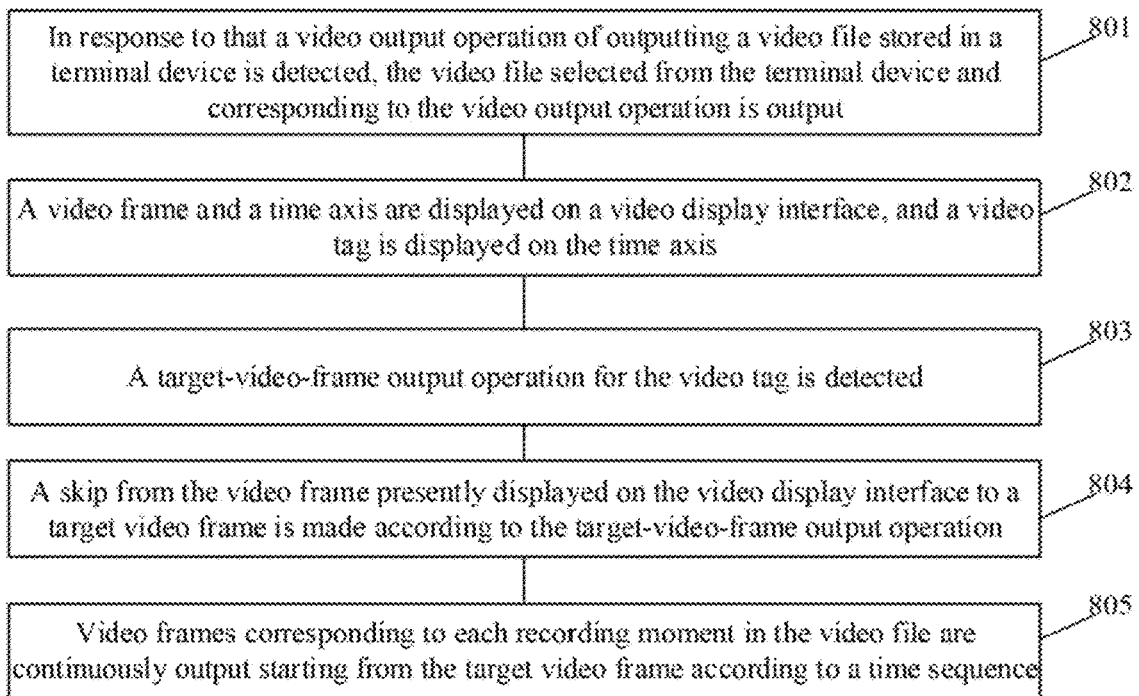 In response to that a video output operation of outputting a video file stored in a
terminal device is detected, the video file selected from the terminal device and
corresponding to the video output operation is output
801
A video frame and a time axis are displayed on a video display interface, and a video
tag is displayed on the time axis
802
A target-video-frame output operation for the video tag is detected
803
A skip from the video frame presently displayed on the video display interface to a
target video frame is made according to the target-video-frame output operation
804
Video frames corresponding to each recording moment in the video file are
continuously output starting from the target video frame according to a time sequence
805